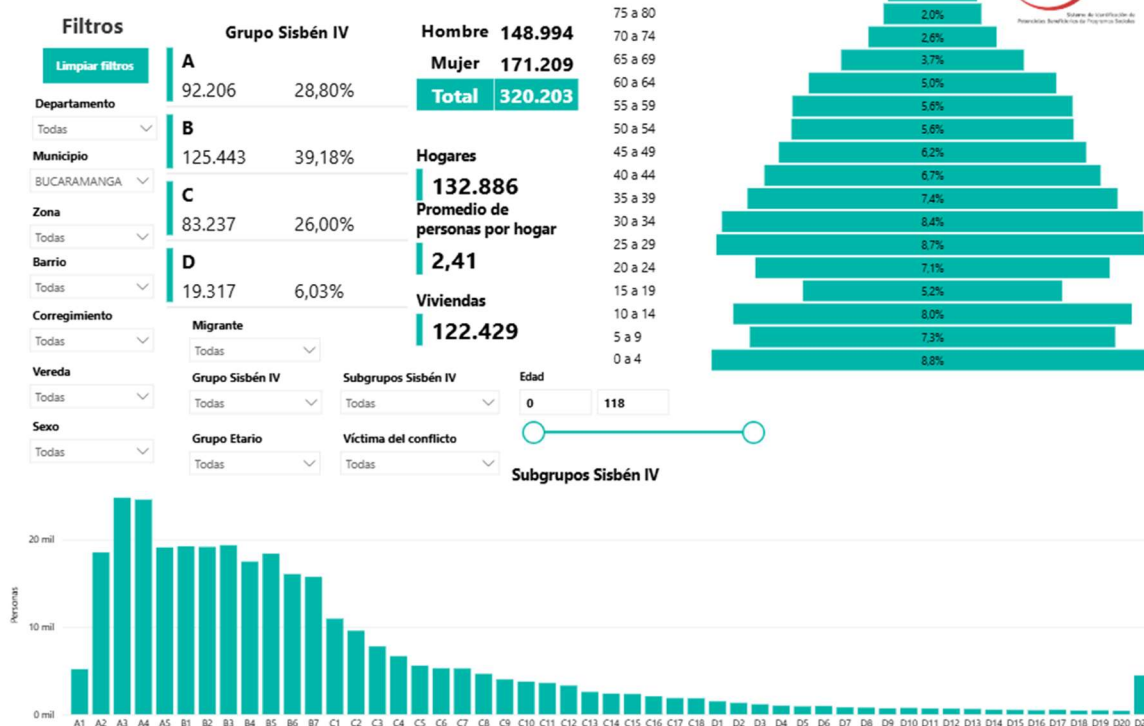 Filtros
Limpiar filtros
Departamento
Todas
Municipio
BUCARAMANGA
Zona
Todas
Barrio
Todas
Corregimiento
Todas
Vereda
Todas
Sexo
Todas
Grupo Sisbén IV
A
92.206 28,80%
B
125.443 39,18%
C
83.237 26,00%
D
19.317 6,03%
Migrante
Todas
Grupo Sisbén IV
Todas
Subgrupos Sisbén IV
Todas
Grupo Etario
Todas
Víctima del conflicto
Todas
Hombre 148.994
Mujer 171.209
Total 320.203
Hogares
132.886
Promedio de
personas por hogar
2,41
Viviendas
122.429
Edad
0 118
Sistema de Identificación de
Potenciales Beneficiarios de Programas Sociales
75 a 80 2,0%
70 a 74 2,6%
65 a 69 3,7%
60 a 64 5,0%
55 a 59 5,6%
50 a 54 5,6%
45 a 49 6,2%
40 a 44 6,7%
35 a 39 7,4%
30 a 34 8,4%
25 a 29 8,7%
20 a 24 7,1%
15 a 19 5,2%
10 a 14 8,0%
5 a 9 7,3%
0 a 4 8,8%
Subgrupos Sisbén IV
Personas
20 mil
10 mil
0 mil
A1 A2 A3 A4 A5 B1 B2 B3 B4 B5 B6 B7 C1 C2 C3 C4 C5 C6 C7 C8 C9 C10 C11 C12 C13 C14 C15 C16 C17 C18 D1 D2 D3 D4 D5 D6 D7 D8 D9 D10 D11 D12 D13 D14 D15 D16 D17 D18 D19 D20